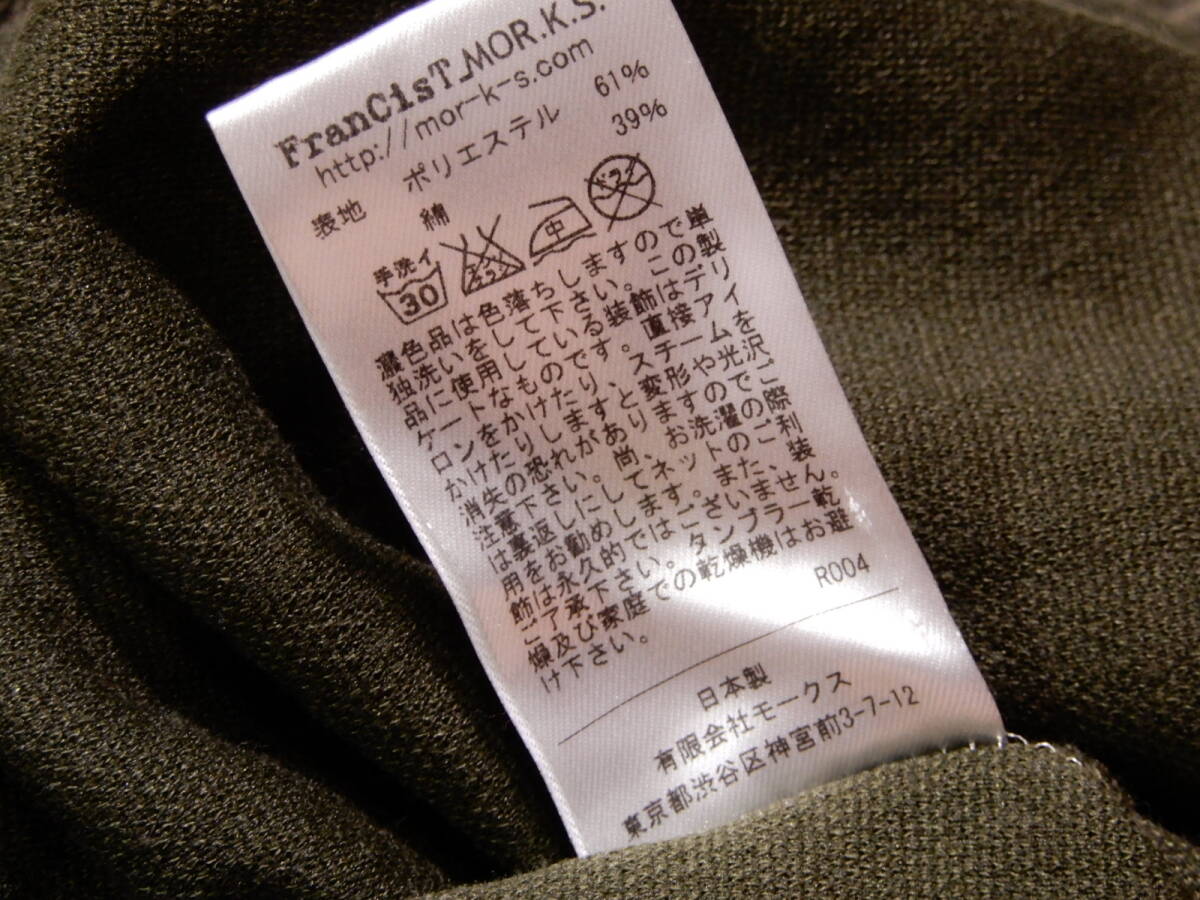 FranCisT_MOR.K.S.
http://mor-k-s.com
表地 ポリエステル 61%
綿 39%
手洗イ 30 エンソサラシ 中 ドライ
濃色品は色落ちしますので単
独洗いをして下さい。この製
品に使用している装飾はデリ
ケートなものです。直接アイ
ロンをかけたり、スチームを
かけたりしますと変形や光沢
消失の恐れがありますのでご
注意下さい。尚、お洗濯の際
は裏返しにしてネットのご利
用をお勧めします。また、装
飾は永久的ではございません。
ご了承下さい。タンブラー乾
燥及び家庭での乾燥機はお避
け下さい。
R004
日本製
有限会社モークス
東京都渋谷区神宮前3-7-12